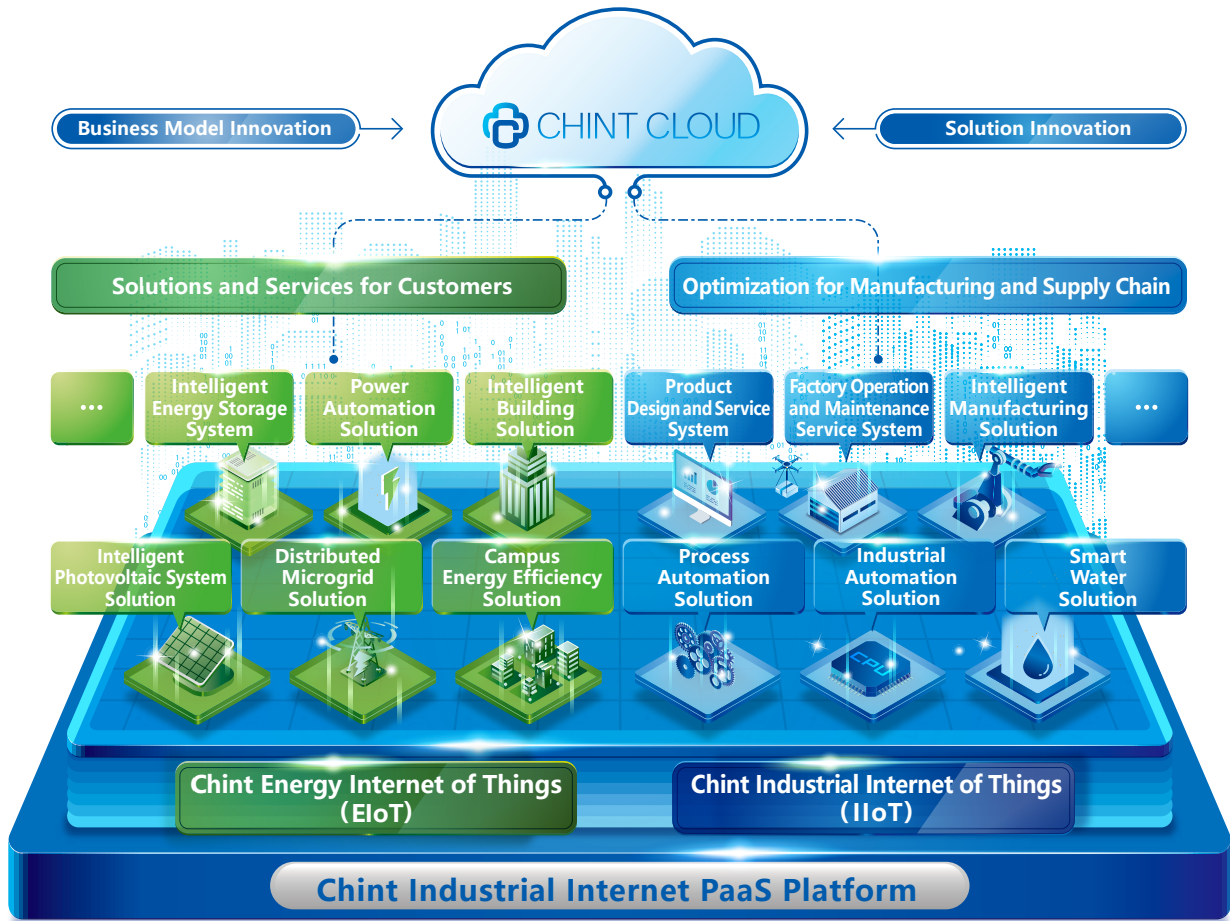 CHINT CLOUD
Business Model Innovation
Solution Innovation
Solutions and Services for Customers
Optimization for Manufacturing and Supply Chain
...
Intelligent
Energy Storage
System
Power
Automation
Solution
Intelligent
Building
Solution
Product
Design and Service
System
Factory Operation
and Maintenance
Service System
Intelligent
Manufacturing
Solution
...
Intelligent
Photovoltaic System
Solution
Distributed
Microgrid
Solution
Campus
Energy Efficiency
Solution
Process
Automation
Solution
Industrial
Automation
Solution
Smart
Water
Solution
CPU
Chint Energy Internet of Things
(EIoT)
Chint Industrial Internet of Things
(IIoT)
Chint Industrial Internet PaaS Platform